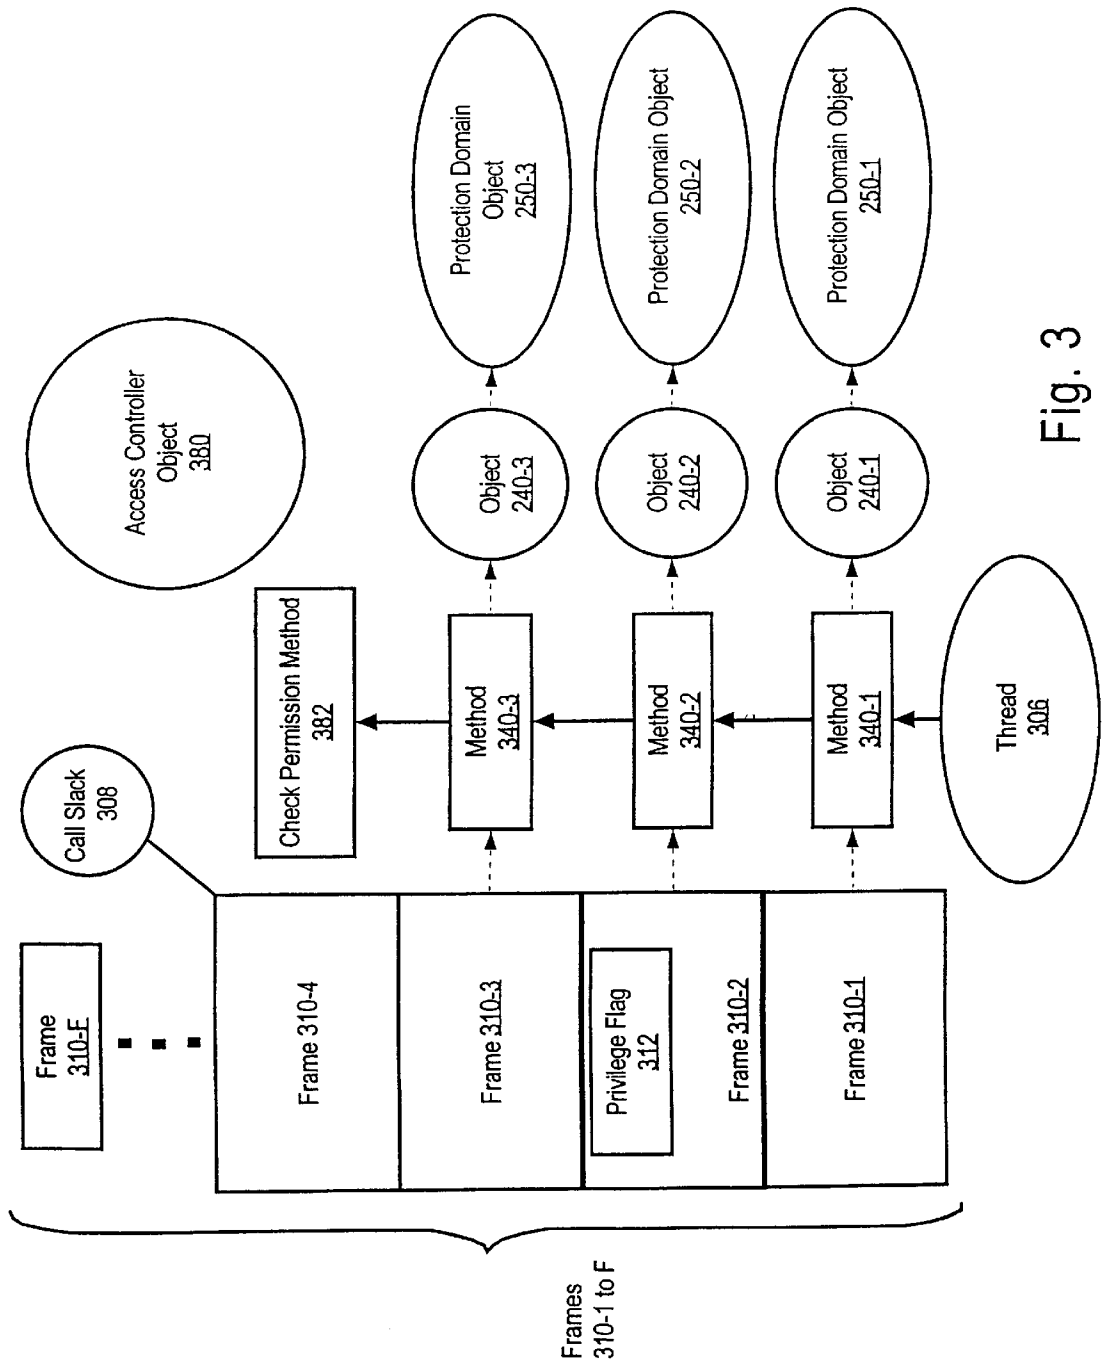 Frames
310-1 to F
Frame
310-F
Frame 310-4
Frame 310-3
Privilege Flag
312
Frame 310-2
Frame 310-1
Call Slack
308
Check Permission Method
382
Method
340-3
Method
340-2
Method
340-1
Thread
306
Access Controller
Object
380
Object
240-3
Object
240-2
Object
240-1
Protection Domain
Object
250-3
Protection Domain Object
250-2
Protection Domain Object
250-1
Fig. 3